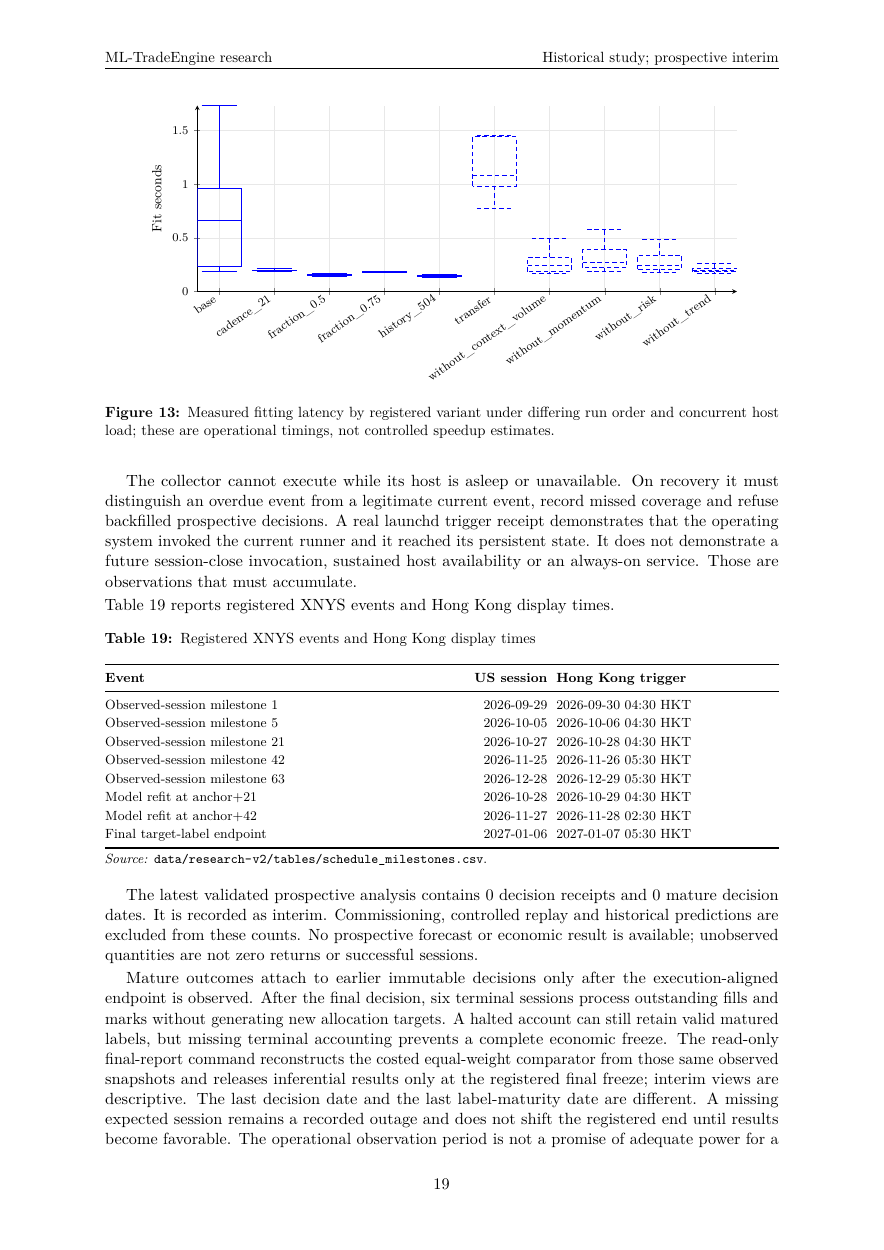 ML-TradeEngine research
Historical study; prospective interim
Fit seconds
1.5
1
0.5
0
base
cadence_21
fraction_0.5
fraction_0.75
history_504
transfer
without_context_volume
without_momentum
without_risk
without_trend
Figure 13: Measured fitting latency by registered variant under differing run order and concurrent host
load; these are operational timings, not controlled speedup estimates.
The collector cannot execute while its host is asleep or unavailable. On recovery it must
distinguish an overdue event from a legitimate current event, record missed coverage and refuse
backfilled prospective decisions. A real launchd trigger receipt demonstrates that the operating
system invoked the current runner and it reached its persistent state. It does not demonstrate a
future session-close invocation, sustained host availability or an always-on service. Those are
observations that must accumulate.
Table 19 reports registered XNYS events and Hong Kong display times.
Table 19: Registered XNYS events and Hong Kong display times
Event US session Hong Kong trigger
Observed-session milestone 1 2026-09-29 2026-09-30 04:30 HKT
Observed-session milestone 5 2026-10-05 2026-10-06 04:30 HKT
Observed-session milestone 21 2026-10-27 2026-10-28 04:30 HKT
Observed-session milestone 42 2026-11-25 2026-11-26 05:30 HKT
Observed-session milestone 63 2026-12-28 2026-12-29 05:30 HKT
Model refit at anchor+21 2026-10-28 2026-10-29 04:30 HKT
Model refit at anchor+42 2026-11-27 2026-11-28 02:30 HKT
Final target-label endpoint 2027-01-06 2027-01-07 05:30 HKT
Source: data/research-v2/tables/schedule_milestones.csv.
The latest validated prospective analysis contains 0 decision receipts and 0 mature decision
dates. It is recorded as interim. Commissioning, controlled replay and historical predictions are
excluded from these counts. No prospective forecast or economic result is available; unobserved
quantities are not zero returns or successful sessions.
Mature outcomes attach to earlier immutable decisions only after the execution-aligned
endpoint is observed. After the final decision, six terminal sessions process outstanding fills and
marks without generating new allocation targets. A halted account can still retain valid matured
labels, but missing terminal accounting prevents a complete economic freeze. The read-only
final-report command reconstructs the costed equal-weight comparator from those same observed
snapshots and releases inferential results only at the registered final freeze; interim views are
descriptive. The last decision date and the last label-maturity date are different. A missing
expected session remains a recorded outage and does not shift the registered end until results
become favorable. The operational observation period is not a promise of adequate power for a
19